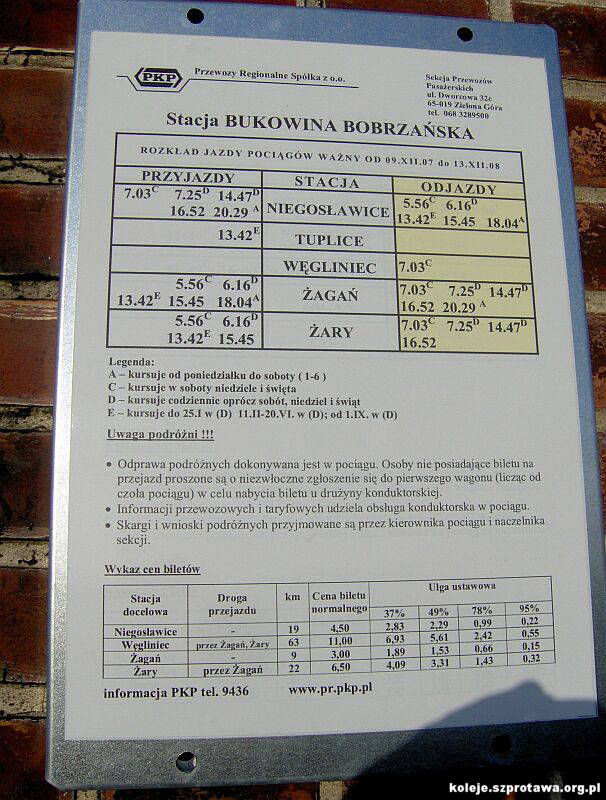 PKP Przewozy Regionalne Spółka z o.o.
Sekcja Przewozów
Pasażerskich
ul. Dworcowa 32c
65-019 Zielona Góra
tel. 068 3289500
Stacja BUKOWINA BOBRZAŃSKA
ROZKŁAD JAZDY POCIĄGÓW WAŻNY OD 09.XII.07 do 13.XII.08
PRZYJAZDY STACJA ODJAZDY
7.03C 7.25D 14.47D
16.52 20.29 A
NIEGOSŁAWICE
5.56C 6.16D
13.42E 15.45 18.04A
13.42E TUPLICE
WĘGLINIEC 7.03C
5.56C 6.16D
13.42E 15.45 18.04A
ŻAGAŃ
7.03C 7.25D 14.47D
16.52 20.29 A
5.56C 6.16D
13.42E 15.45
ŻARY
7.03C 7.25D 14.47D
16.52
Legenda:
A – kursuje od poniedziałku do soboty ( 1-6 )
C – kursuje w soboty niedziele i święta
D – kursuje codziennie oprócz sobót, niedziel i świąt
E – kursuje do 25.I w (D) 11.II-20.VI. w (D); od 1.IX. w (D)
Uwaga podróżni !!!
• Odprawa podróżnych dokonywana jest w pociągu. Osoby nie posiadające biletu na
przejazd proszone są o niezwłoczne zgłoszenie się do pierwszego wagonu (licząc od
czoła pociągu) w celu nabycia biletu u drużyny konduktorskiej.
• Informacji przewozowych i taryfowych udziela obsługa konduktorska w pociągu.
• Skargi i wnioski podróżnych przyjmowane są przez kierownika pociągu i naczelnika
sekcji.
Wykaz cen biletów
Stacja docelowa Droga przejazdu km Cena biletu normalnego Ulga ustawowa
37% 49% 78% 95%
Niegosławice - 19 4,50 2,83 2,29 0,99 0,22
Węgliniec przez Żagań, Żary 63 11,00 6,93 5,61 2,42 0,55
Żagań - 9 3,00 1,89 1,53 0,66 0,15
Żary przez Żagań 22 6,50 4,09 3,31 1,43 0,32
informacja PKP tel. 9436 www.pr.pkp.pl
koleje.szprotawa.org.pl